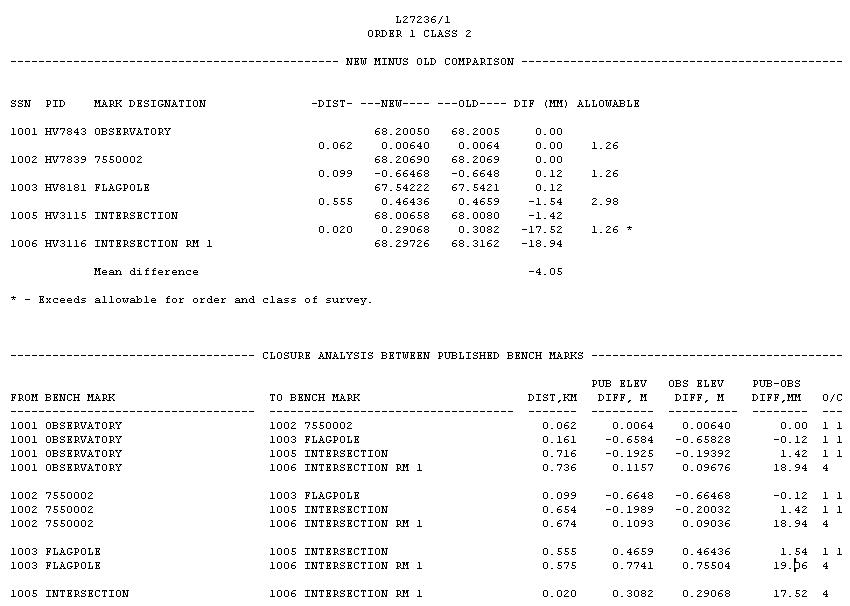 L27236/1
ORDER 1 CLASS 2
----------------------------------------------- NEW MINUS OLD COMPARISON ----------------------------------------------
SSN PID MARK DESIGNATION -DIST- ---NEW---- ---OLD---- DIF (MM) ALLOWABLE
1001 HV7843 OBSERVATORY 68.20050 68.2005 0.00
0.062 0.00640 0.0064 0.00 1.26
1002 HV7839 7550002 68.20690 68.2069 0.00
0.099 -0.66468 -0.6648 0.12 1.26
1003 HV8181 FLAGPOLE 67.54222 67.5421 0.12
0.555 0.46436 0.4659 -1.54 2.98
1005 HV3115 INTERSECTION 68.00658 68.0080 -1.42
0.020 0.29068 0.3082 -17.52 1.26 *
1006 HV3116 INTERSECTION RM 1 68.29726 68.3162 -18.94
Mean difference -4.05
* - Exceeds allowable for order and class of survey.
----------------------------------- CLOSURE ANALYSIS BETWEEN PUBLISHED BENCH MARKS ------------------------------------
PUB ELEV OBS ELEV PUB-OBS
FROM BENCH MARK TO BENCH MARK DIST,KM DIFF, M DIFF, M DIFF,MM O/C
----------------------------------- ----------------------------------- ------- ---------- ---------- --------- ---
1001 OBSERVATORY 1002 7550002 0.062 0.0064 0.00640 0.00 1 1
1001 OBSERVATORY 1003 FLAGPOLE 0.161 -0.6584 -0.65828 -0.12 1 1
1001 OBSERVATORY 1005 INTERSECTION 0.716 -0.1925 -0.19392 1.42 1 1
1001 OBSERVATORY 1006 INTERSECTION RM 1 0.736 0.1157 0.09676 18.94 4
1002 7550002 1003 FLAGPOLE 0.099 -0.6648 -0.66468 -0.12 1 1
1002 7550002 1005 INTERSECTION 0.654 -0.1989 -0.20032 1.42 1 1
1002 7550002 1006 INTERSECTION RM 1 0.674 0.1093 0.09036 18.94 4
1003 FLAGPOLE 1005 INTERSECTION 0.555 0.4659 0.46436 1.54 1 1
1003 FLAGPOLE 1006 INTERSECTION RM 1 0.575 0.7741 0.75504 19.06 4
1005 INTERSECTION 1006 INTERSECTION RM 1 0.020 0.3082 0.29068 17.52 4